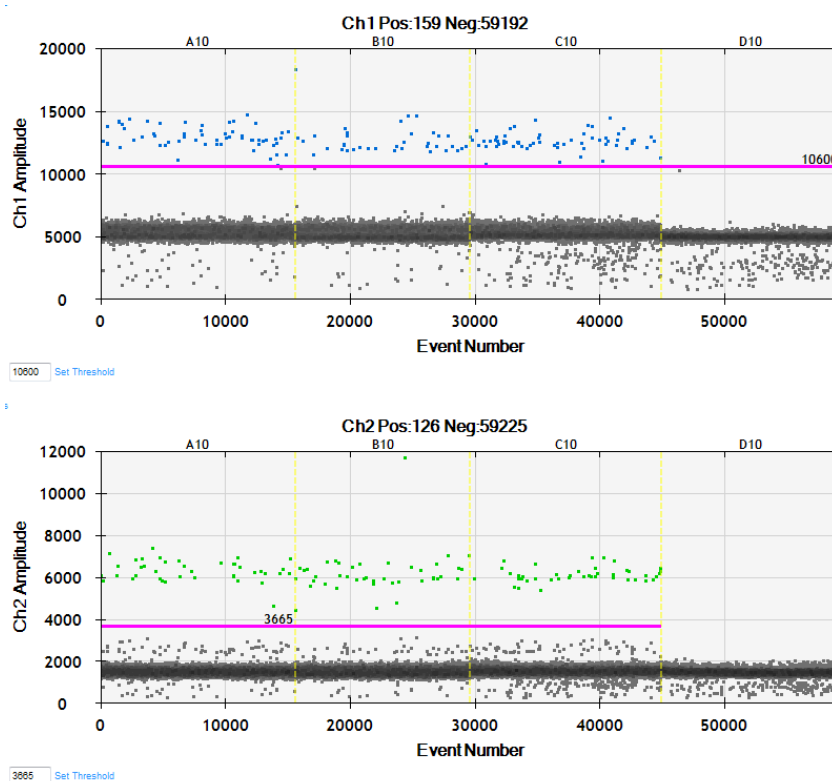 Ch1 Pos:159 Neg:59192
A10 B10 C10 D10
20000
15000
10600
10000
5000
0
Ch1 Amplitude
0 10000 20000 30000 40000 50000
Event Number
10600 Set Threshold
s
Ch2 Pos:126 Neg:59225
A10 B10 C10 D10
12000
10000
8000
6000
4000
3665
2000
0
Ch2 Amplitude
0 10000 20000 30000 40000 50000
Event Number
3665 Set Threshold